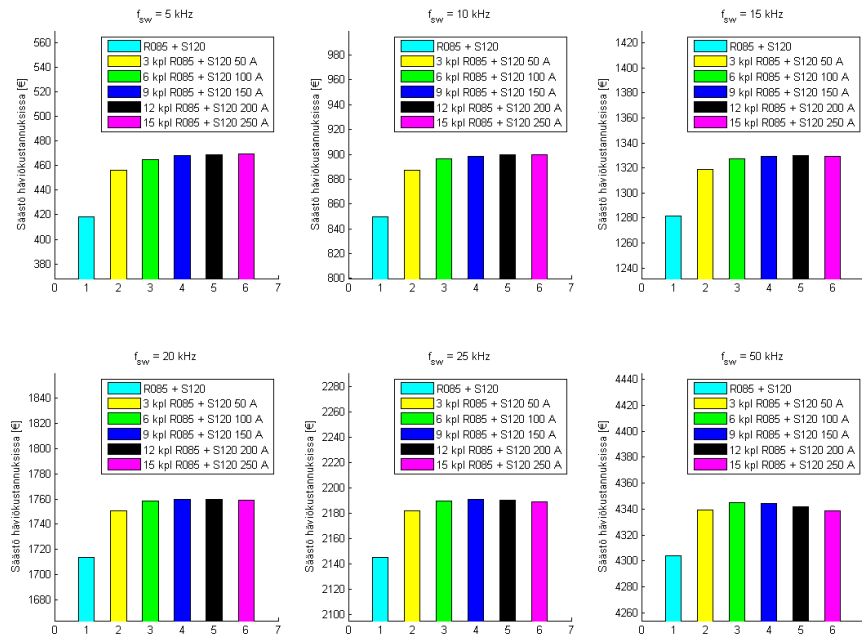 f_sw = 5 kHz
Säästö häviökustannuksissa [€]
560
540
520
500
480
460
440
420
400
380
R085 + S120
3 kpl R085 + S120 50 A
6 kpl R085 + S120 100 A
9 kpl R085 + S120 150 A
12 kpl R085 + S120 200 A
15 kpl R085 + S120 250 A
0 1 2 3 4 5 6 7
f_sw = 10 kHz
Säästö häviökustannuksissa [€]
980
960
940
920
900
880
860
840
820
800
R085 + S120
3 kpl R085 + S120 50 A
6 kpl R085 + S120 100 A
9 kpl R085 + S120 150 A
12 kpl R085 + S120 200 A
15 kpl R085 + S120 250 A
0 1 2 3 4 5 6 7
f_sw = 15 kHz
Säästö häviökustannuksissa [€]
1420
1400
1380
1360
1340
1320
1300
1280
1260
1240
R085 + S120
3 kpl R085 + S120 50 A
6 kpl R085 + S120 100 A
9 kpl R085 + S120 150 A
12 kpl R085 + S120 200 A
15 kpl R085 + S120 250 A
0 1 2 3 4 5 6
f_sw = 20 kHz
Säästö häviökustannuksissa [€]
1840
1820
1800
1780
1760
1740
1720
1700
1680
R085 + S120
3 kpl R085 + S120 50 A
6 kpl R085 + S120 100 A
9 kpl R085 + S120 150 A
12 kpl R085 + S120 200 A
15 kpl R085 + S120 250 A
0 1 2 3 4 5 6 7
f_sw = 25 kHz
Säästö häviökustannuksissa [€]
2280
2260
2240
2220
2200
2180
2160
2140
2120
2100
R085 + S120
3 kpl R085 + S120 50 A
6 kpl R085 + S120 100 A
9 kpl R085 + S120 150 A
12 kpl R085 + S120 200 A
15 kpl R085 + S120 250 A
0 1 2 3 4 5 6 7
f_sw = 50 kHz
Säästö häviökustannuksissa [€]
4440
4420
4400
4380
4360
4340
4320
4300
4280
4260
R085 + S120
3 kpl R085 + S120 50 A
6 kpl R085 + S120 100 A
9 kpl R085 + S120 150 A
12 kpl R085 + S120 200 A
15 kpl R085 + S120 250 A
0 1 2 3 4 5 6